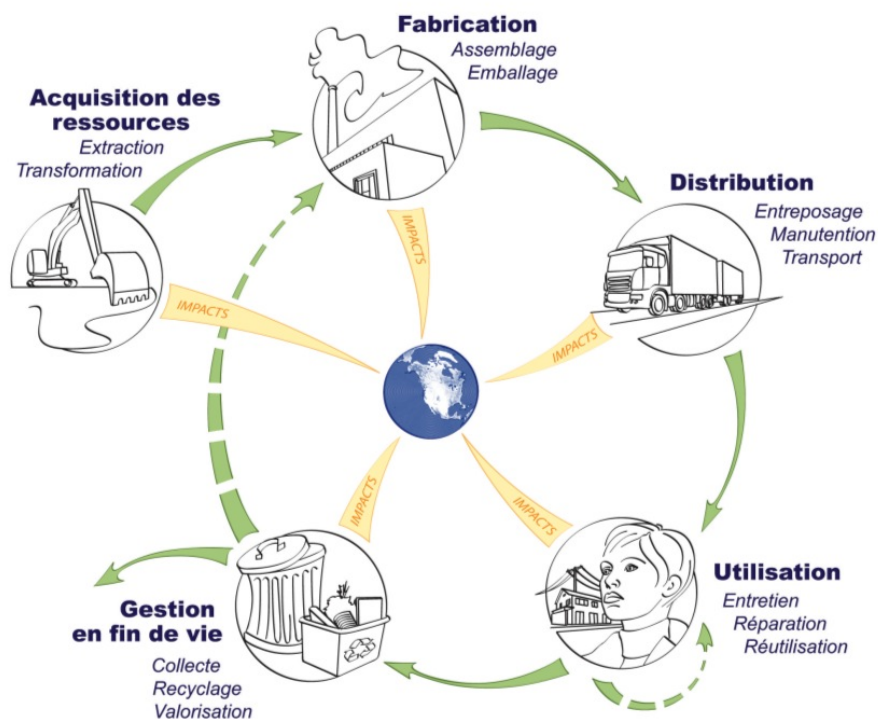 Fabrication
Assemblage
Emballage
Acquisition des
ressources
Extraction
Transformation
Distribution
Entreposage
Manutention
Transport
IMPACTS
IMPACTS
IMPACTS
IMPACTS
IMPACTS
Utilisation
Entretien
Réparation
Réutilisation
Gestion
en fin de vie
Collecte
Recyclage
Valorisation